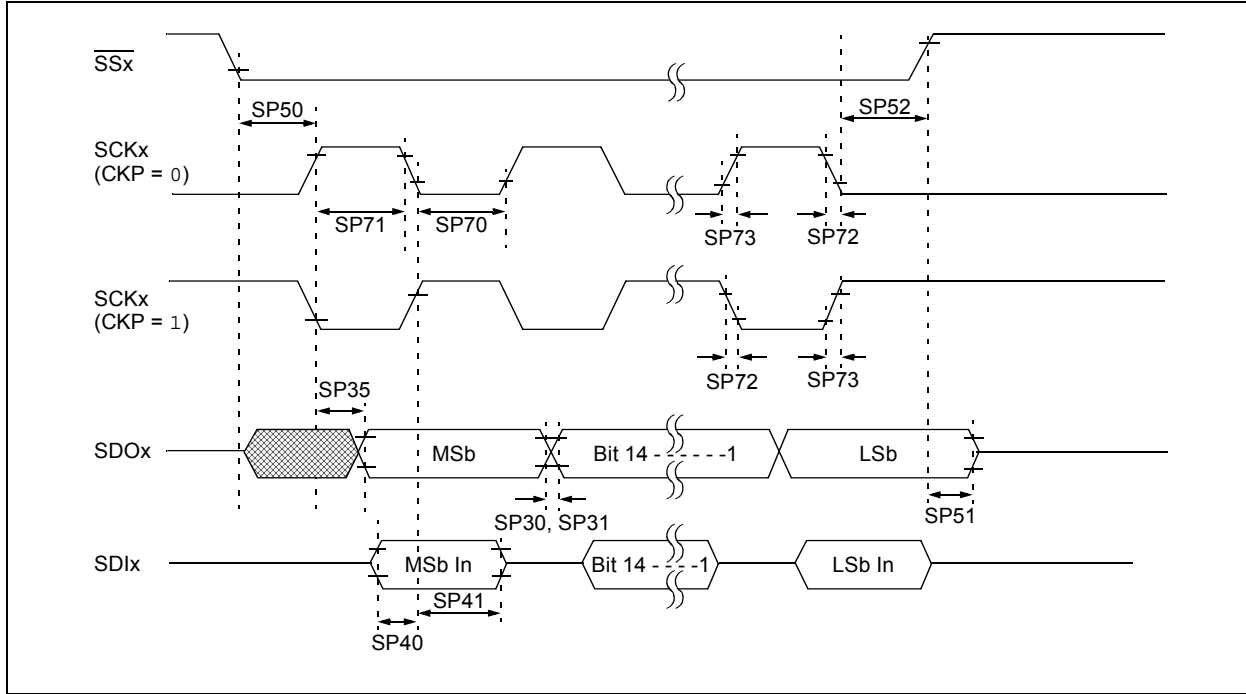 SSx
SP50
SP52
SCKx
(CKP = 0)
SP71
SP70
SP73
SP72
SCKx
(CKP = 1)
SP72
SP73
SP35
SDOx
MSb
Bit 14 - - - - - -1
LSb
SP30, SP31
SP51
SDIx
MSb In
Bit 14 - - - -1
LSb In
SP41
SP40